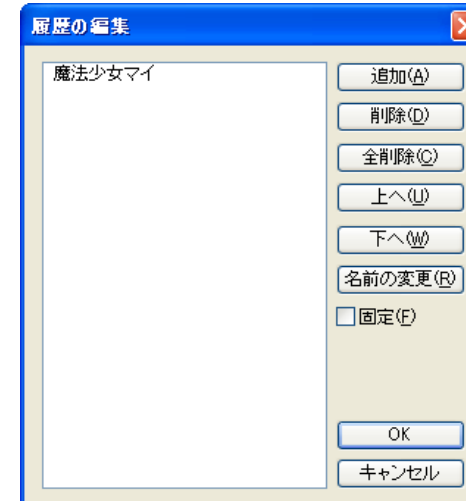 履歴の編集
魔法少女マイ
追加(A)
削除(D)
全削除(C)
上へ(U)
下へ(W)
名前の変更(R)
固定(F)
OK
キャンセル